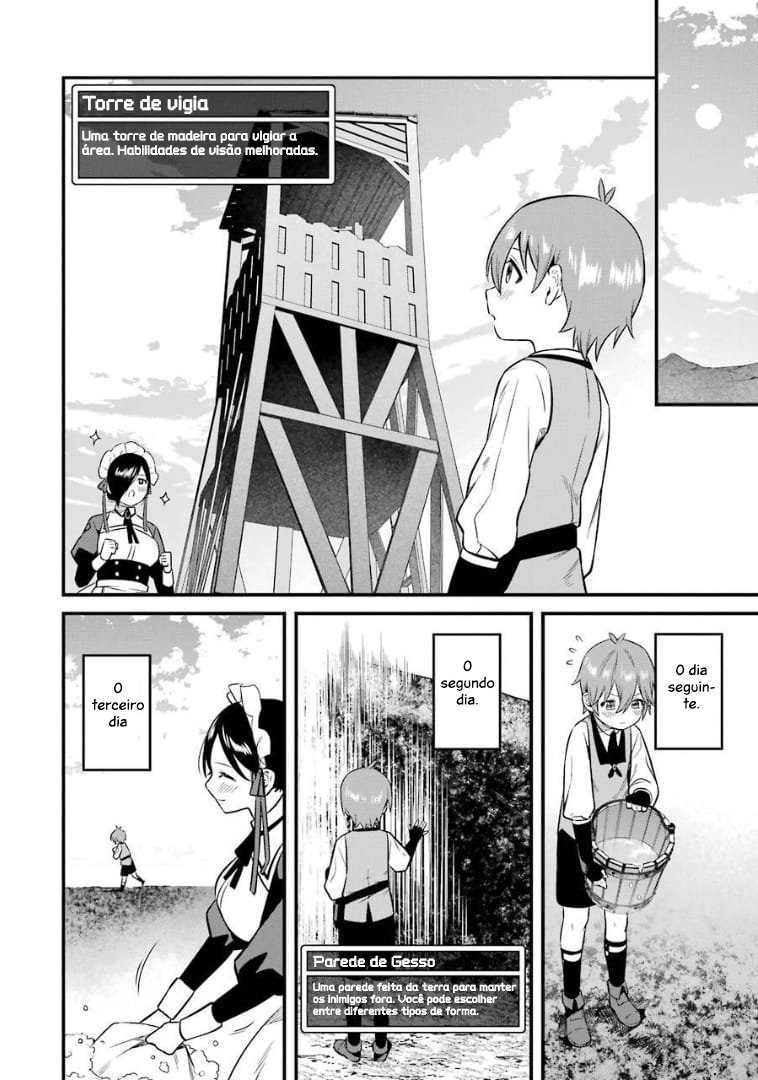 Torre de vigia
Uma torre de madeira para vigiar a
área. Habilidades de visão melhoradas.
O dia
seguin-
te.
O
segundo
dia.
Parede de Gesso
Uma parede feita da terra para manter
os inimigos fora. Você pode escolher
entre diferentes tipos de forma.
O
terceiro
dia